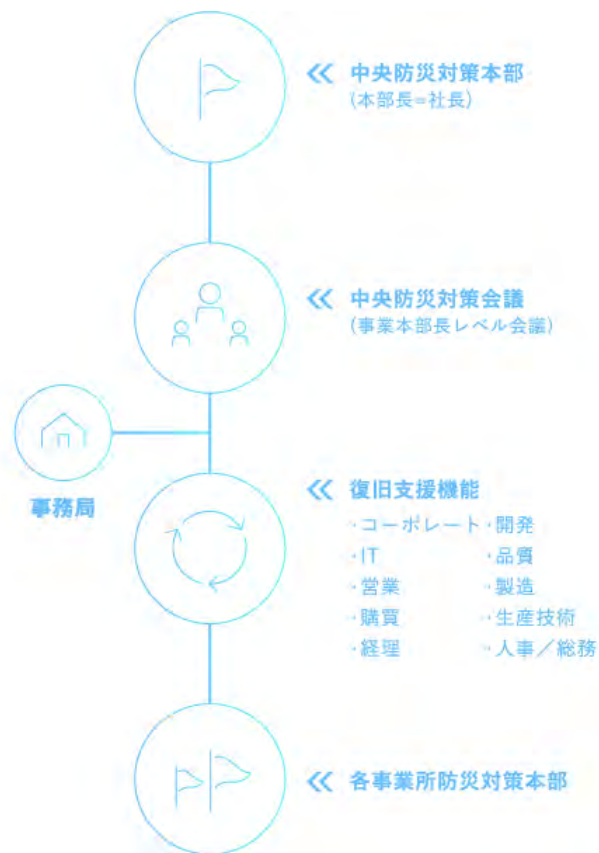 中央防災対策本部
(本部長=社長)
中央防災対策会議
(事業本部長レベル会議)
事務局
復旧支援機能
・コーポレート ・開発
・IT ・品質
・営業 ・製造
・購買 ・生産技術
・経理 ・人事／総務
各事業所防災対策本部